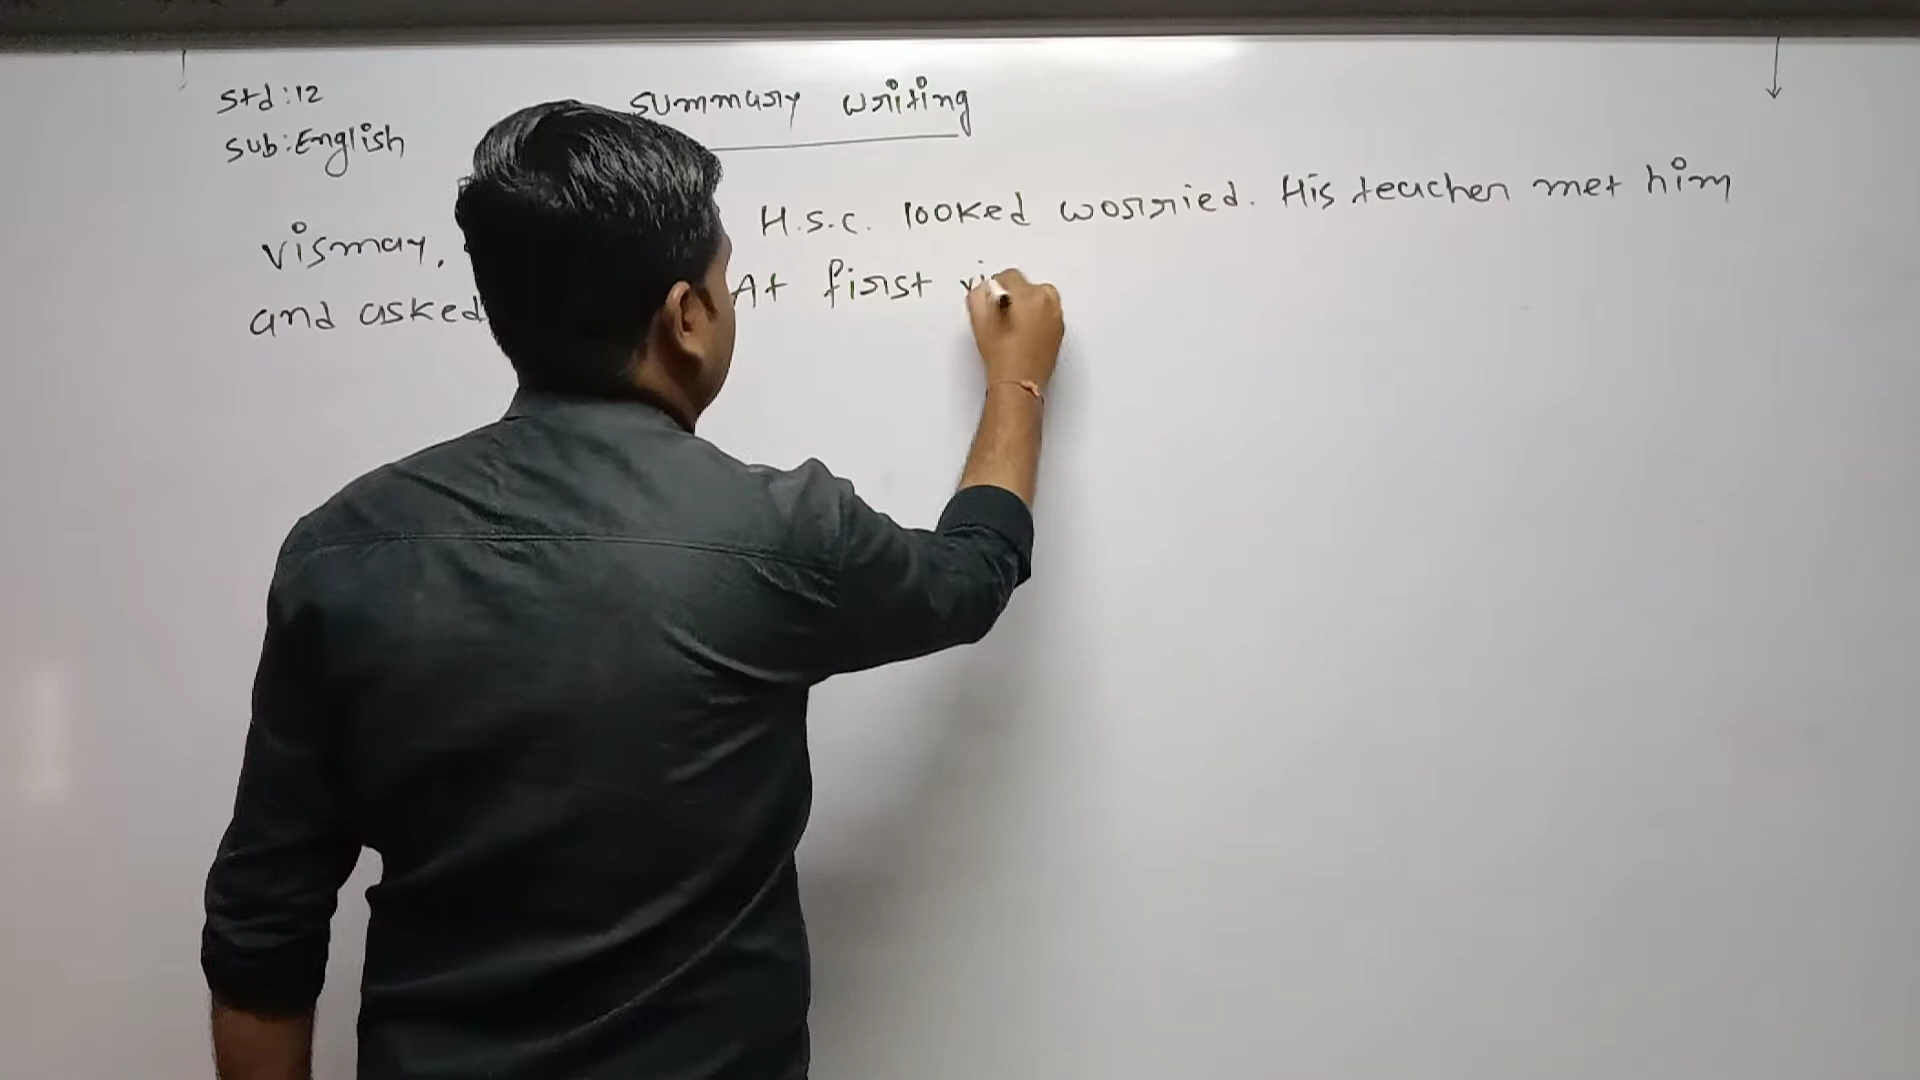 Std:12
Sub:English
Summary writing
Vismay, H.S.C. looked worried. His teacher met him
and asked At first